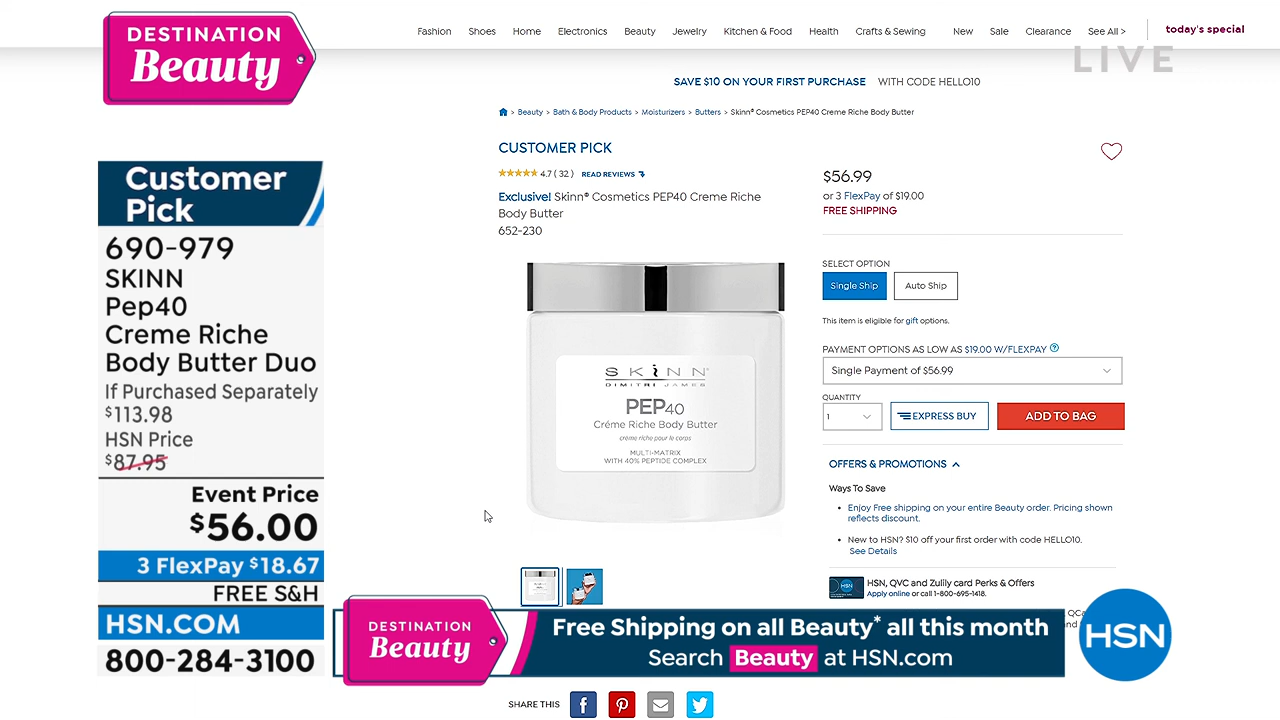 DESTINATION
Beauty
Fashion Shoes Home Electronics Beauty Jewelry Kitchen & Food Health Crafts & Sewing New Sale Clearance See All > today's special
LIVE
SAVE $10 ON YOUR FIRST PURCHASE WITH CODE HELLO10
> Beauty > Bath & Body Products > Moisturizers > Butters > Skinn® Cosmetics PEP40 Creme Riche Body Butter
Customer
Pick
690-979
SKINN
Pep40
Creme Riche
Body Butter Duo
If Purchased Separately
$113.98
HSN Price
$87.95
Event Price
$56.00
3 FlexPay $18.67
FREE S&H
HSN.COM
800-284-3100
CUSTOMER PICK
4.7 ( 32 ) READ REVIEWS
Exclusive! Skinn® Cosmetics PEP40 Creme Riche
Body Butter
652-230
SKINN®
DIMITRI JAMES
PEP40
Créme Riche Body Butter
creme riche pour le corps
MULTI-MATRIX
WITH 40% PEPTIDE COMPLEX
$56.99
or 3 FlexPay of $19.00
FREE SHIPPING
SELECT OPTION
Single Ship Auto Ship
This item is eligible for gift options.
PAYMENT OPTIONS AS LOW AS $19.00 W/FLEXPAY ?
Single Payment of $56.99
QUANTITY
1 EXPRESS BUY ADD TO BAG
OFFERS & PROMOTIONS
Ways To Save
• Enjoy Free shipping on your entire Beauty order. Pricing shown
reflects discount.
• New to HSN? $10 off your first order with code HELLO10.
See Details
HSN, QVC and Zulily card Perks & Offers
Apply online or call 1-800-695-1418.
DESTINATION
Beauty
Free Shipping on all Beauty* all this month
Search Beauty at HSN.com
HSN
SHARE THIS